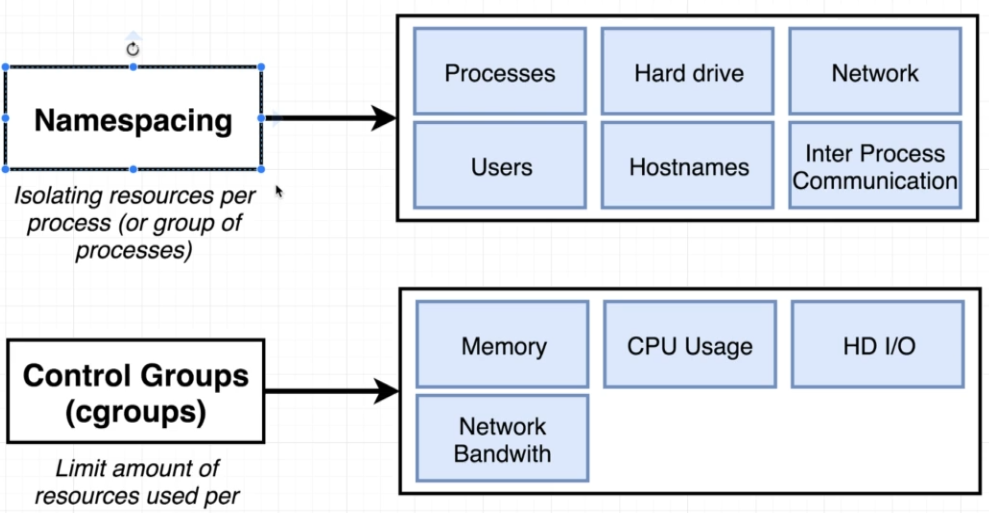 Namespacing
Isolating resources per
process (or group of
processes)
Processes
Hard drive
Network
Users
Hostnames
Inter Process
Communication
Control Groups
(cgroups)
Limit amount of
resources used per
Memory
CPU Usage
HD I/O
Network
Bandwith